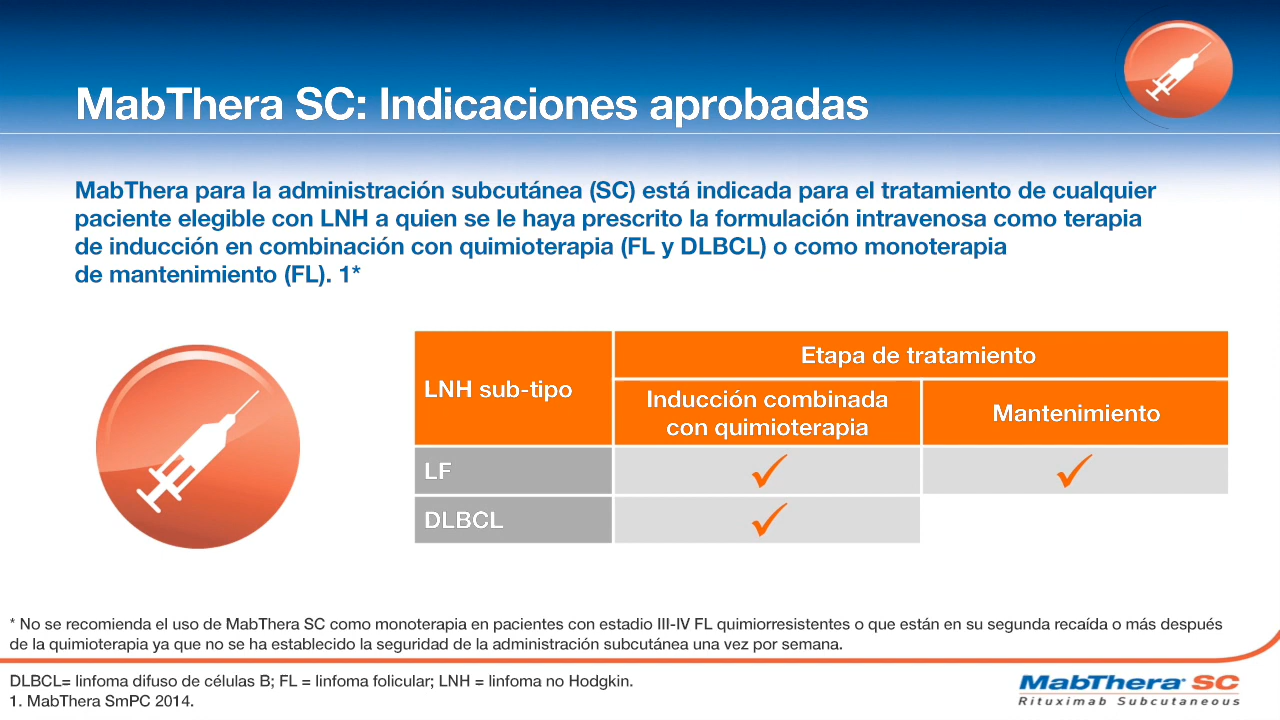 MabThera SC: Indicaciones aprobadas
MabThera para la administración subcutánea (SC) está indicada para el tratamiento de cualquier
paciente elegible con LNH a quien se le haya prescrito la formulación intravenosa como terapia
de inducción en combinación con quimioterapia (FL y DLBCL) o como monoterapia
de mantenimiento (FL). 1*
LNH sub-tipo
Etapa de tratamiento
Inducción combinada
con quimioterapia
Mantenimiento
LF
DLBCL
* No se recomienda el uso de MabThera SC como monoterapia en pacientes con estadio III-IV FL quimiorresistentes o que están en su segunda recaída o más después
de la quimioterapia ya que no se ha establecido la seguridad de la administración subcutánea una vez por semana.
DLBCL= linfoma difuso de células B; FL = linfoma folicular; LNH = linfoma no Hodgkin.
1. MabThera SmPC 2014.
MabThera® SC
Rituximab Subcutaneous